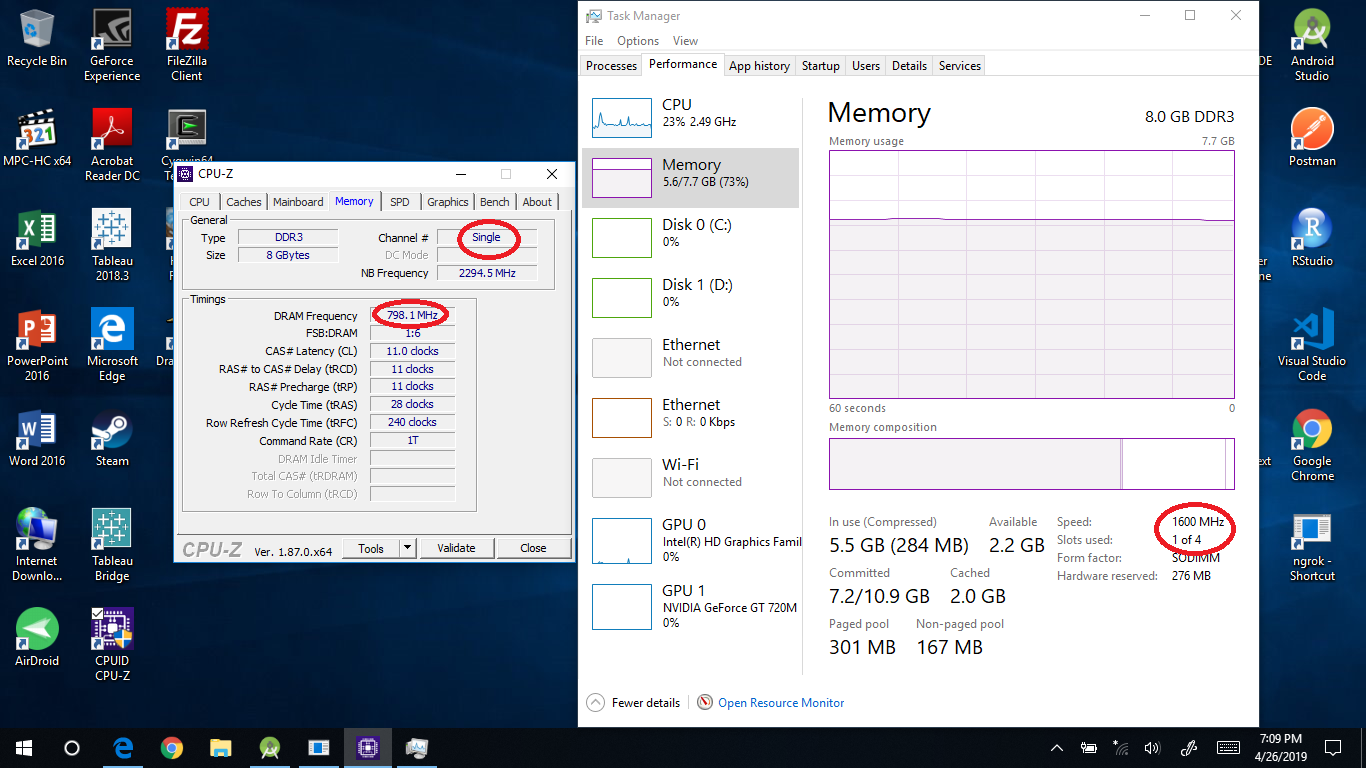 Recycle Bin
GeForce
Experience
FileZilla
Client
MPC-HC x64
Acrobat
Reader DC
Cygwin64
Excel 2016
Tableau
2018.3
PowerPoint
2016
Microsoft
Edge
Word 2016
Steam
Internet
Downlo...
Tableau
Bridge
AirDroid
CPUID
CPU-Z
CPU-Z
CPU
Caches
Mainboard
Memory
SPD
Graphics
Bench
About
General
Type DDR3 Channel # Single
Size 8 GBytes DC Mode
NB Frequency 2294.5 MHz
Timings
DRAM Frequency 798.1 MHz
FSB:DRAM 1:6
CAS# Latency (CL) 11.0 clocks
RAS# to CAS# Delay (tRCD) 11 clocks
RAS# Precharge (tRP) 11 clocks
Cycle Time (tRAS) 28 clocks
Row Refresh Cycle Time (tRFC) 240 clocks
Command Rate (CR) 1T
DRAM Idle Timer
Total CAS# (tRDRAM)
Row To Column (tRCD)
CPU-Z Ver. 1.87.0.x64 Tools Validate Close
Task Manager
File Options View
Processes Performance App history Startup Users Details Services
CPU
23% 2.49 GHz
Memory
5.6/7.7 GB (73%)
Disk 0 (C:)
0%
Disk 1 (D:)
0%
Ethernet
Not connected
Ethernet
S: 0 R: 0 Kbps
Wi-Fi
Not connected
GPU 0
Intel(R) HD Graphics Famil
0%
GPU 1
NVIDIA GeForce GT 720M
0%
Memory 8.0 GB DDR3
Memory usage 7.7 GB
60 seconds 0
Memory composition
In use (Compressed) Available
5.5 GB (284 MB) 2.2 GB
Committed Cached
7.2/10.9 GB 2.0 GB
Paged pool Non-paged pool
301 MB 167 MB
Speed: 1600 MHz
Slots used: 1 of 4
Form factor: SODIMM
Hardware reserved: 276 MB
Fewer details Open Resource Monitor
Android
Studio
Postman
RStudio
Visual Studio
Code
Google
Chrome
ngrok -
Shortcut
7:09 PM
4/26/2019